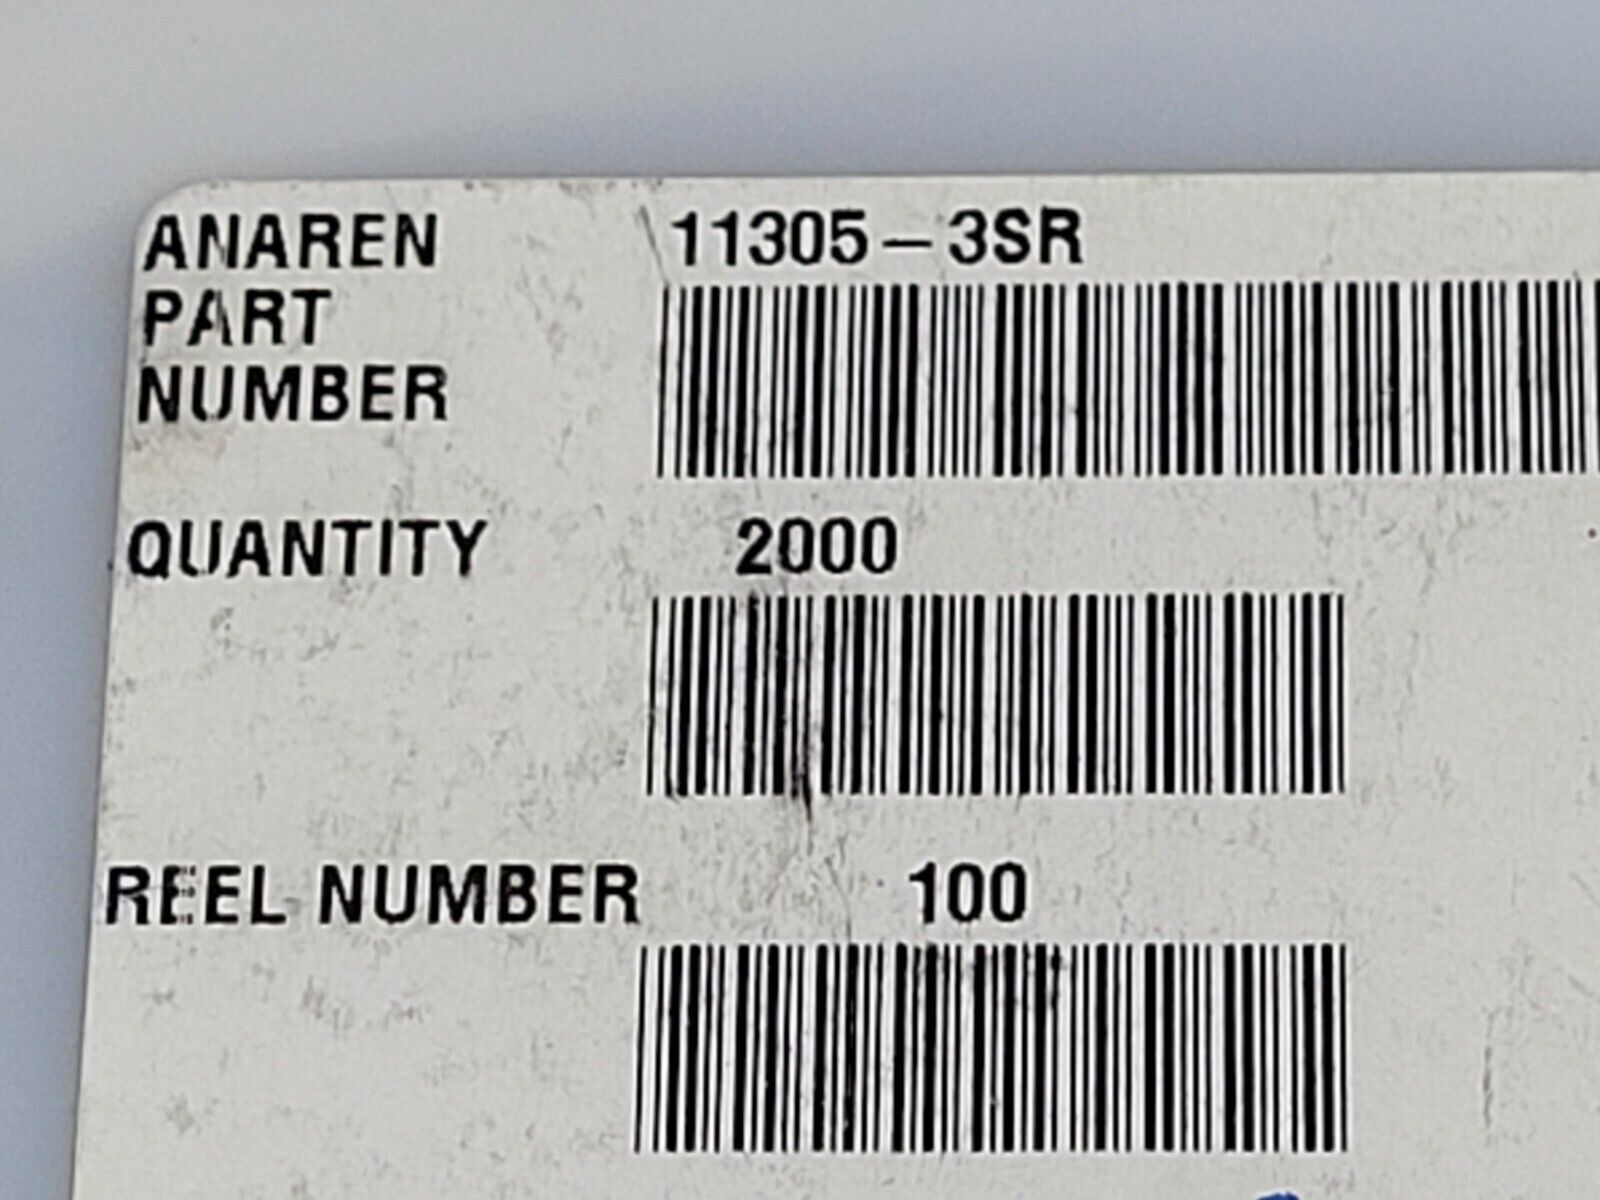 ANAREN 11305-3SR
PART
NUMBER
QUANTITY 2000
REEL NUMBER 100